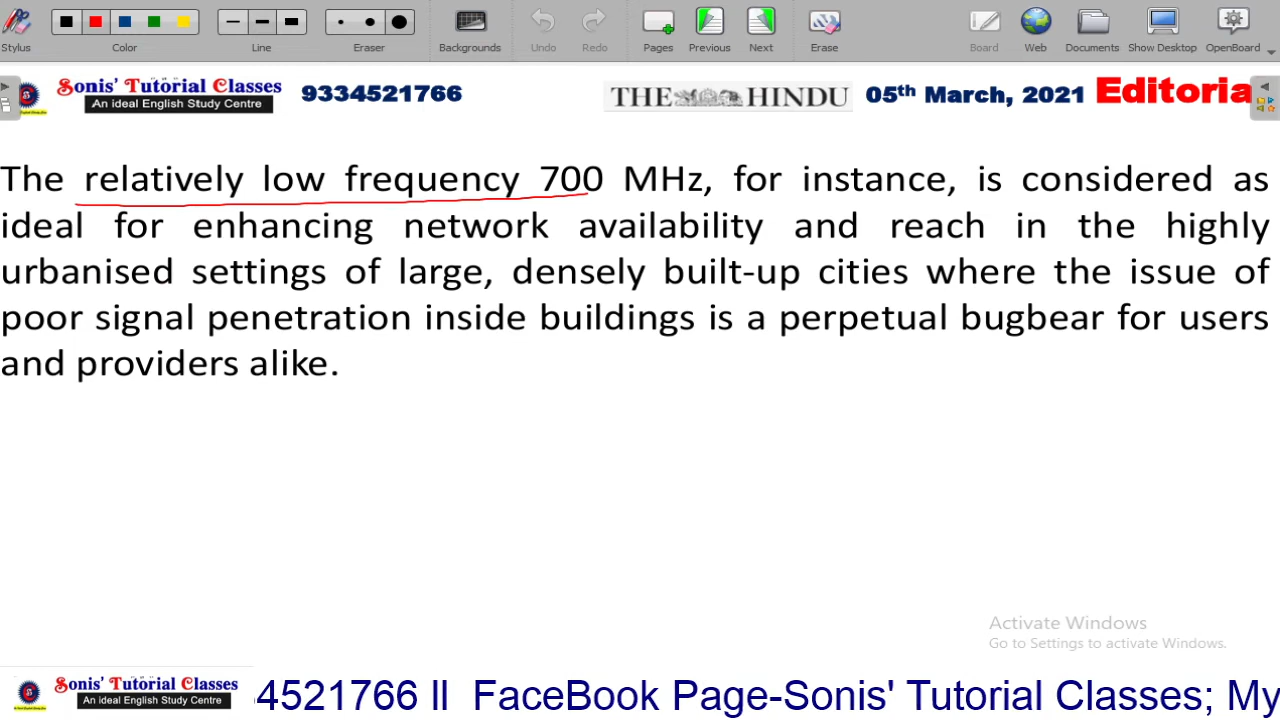 Stylus Color Line Eraser Backgrounds Undo Redo Pages Previous Next Erase Board Web Documents Show Desktop OpenBoard
Sonis' Tutorial Classes
An ideal English Study Centre
9334521766
THE HINDU
05th March, 2021
Editoria
The relatively low frequency 700 MHz, for instance, is considered as
ideal for enhancing network availability and reach in the highly
urbanised settings of large, densely built-up cities where the issue of
poor signal penetration inside buildings is a perpetual bugbear for users
and providers alike.
Activate Windows
Go to Settings to activate Windows.
Sonis' Tutorial Classes
An ideal English Study Centre
4521766 ll FaceBook Page-Sonis' Tutorial Classes; My